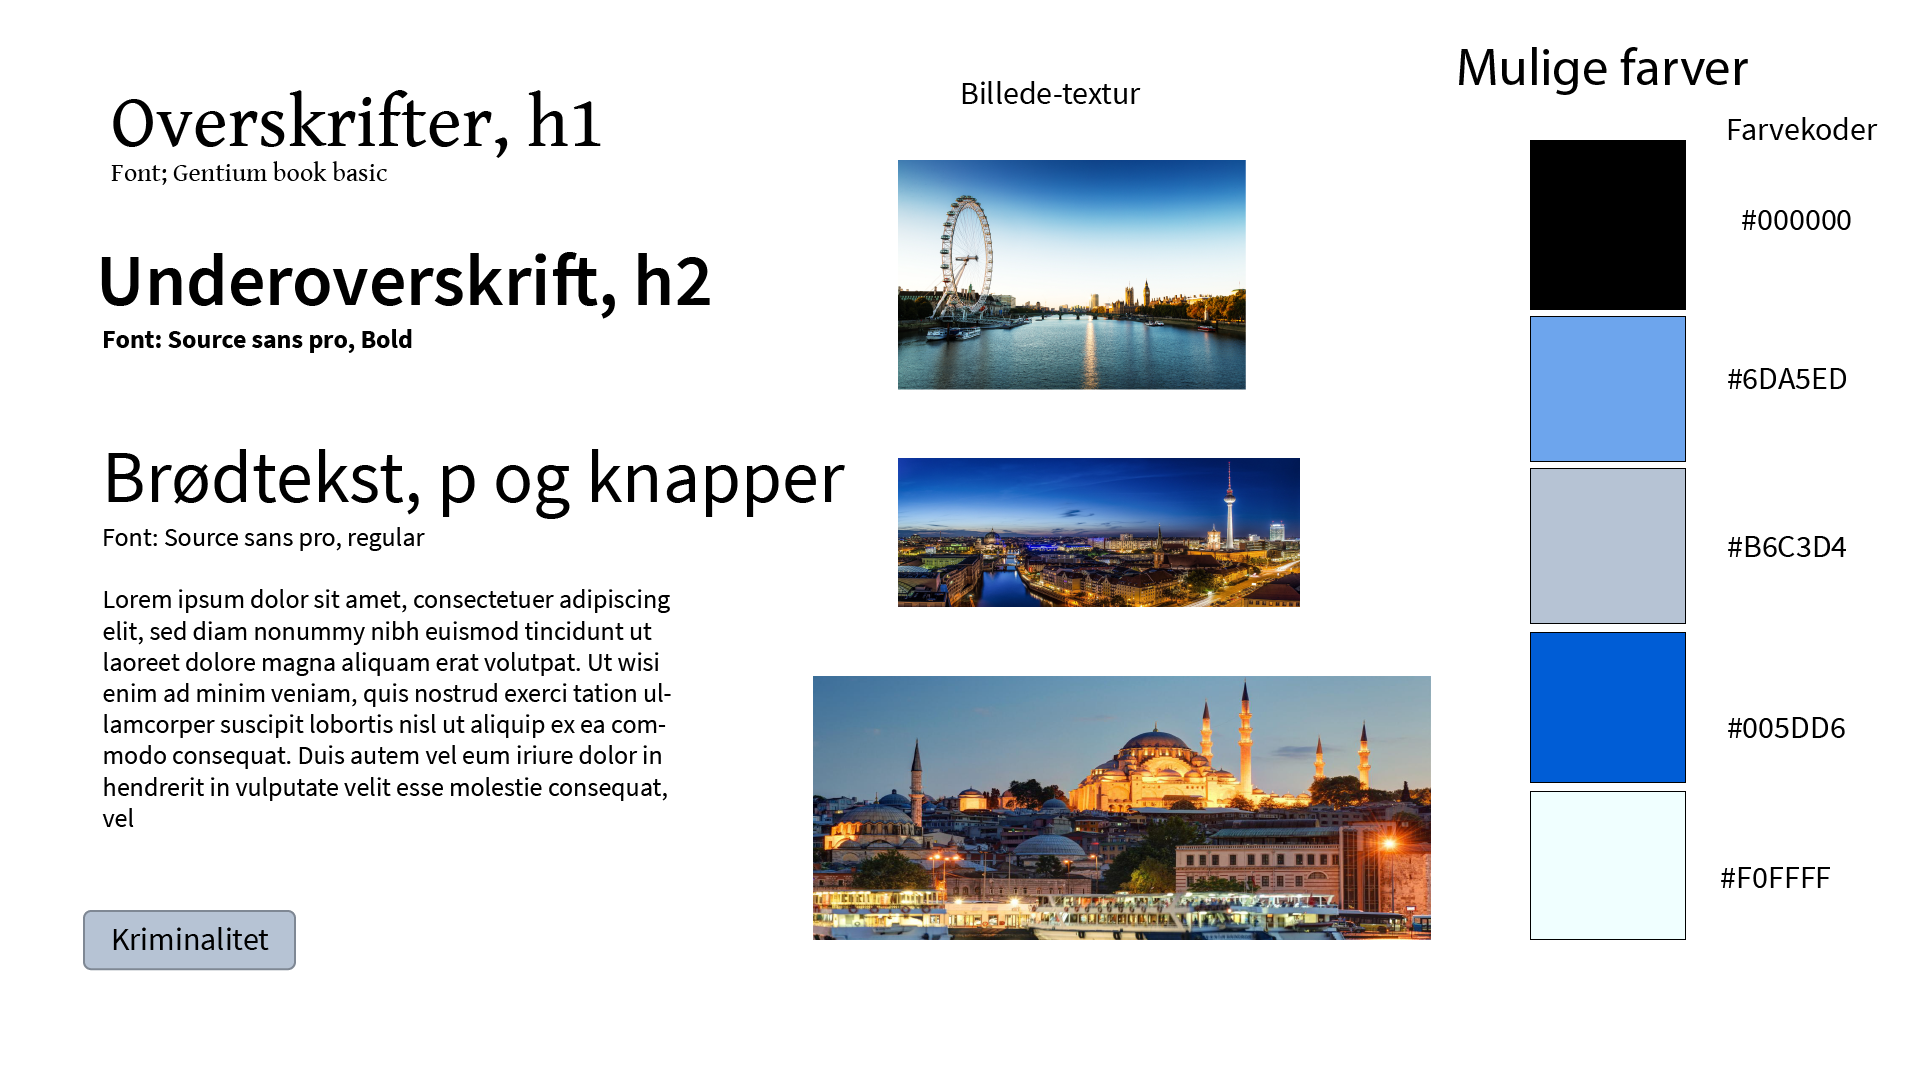 Overskrifter, h1
Font; Gentium book basic
Underoverskrift, h2
Font: Source sans pro, Bold
Brødtekst, p og knapper
Font: Source sans pro, regular
Lorem ipsum dolor sit amet, consectetuer adipiscing
elit, sed diam nonummy nibh euismod tincidunt ut
laoreet dolore magna aliquam erat volutpat. Ut wisi
enim ad minim veniam, quis nostrud exerci tation ul-
lamcorper suscipit lobortis nisl ut aliquip ex ea com-
modo consequat. Duis autem vel eum iriure dolor in
hendrerit in vulputate velit esse molestie consequat,
vel
Kriminalitet
Billede-textur
Mulige farver
Farvekoder
#000000
#6DA5ED
#B6C3D4
#005DD6
#F0FFFF